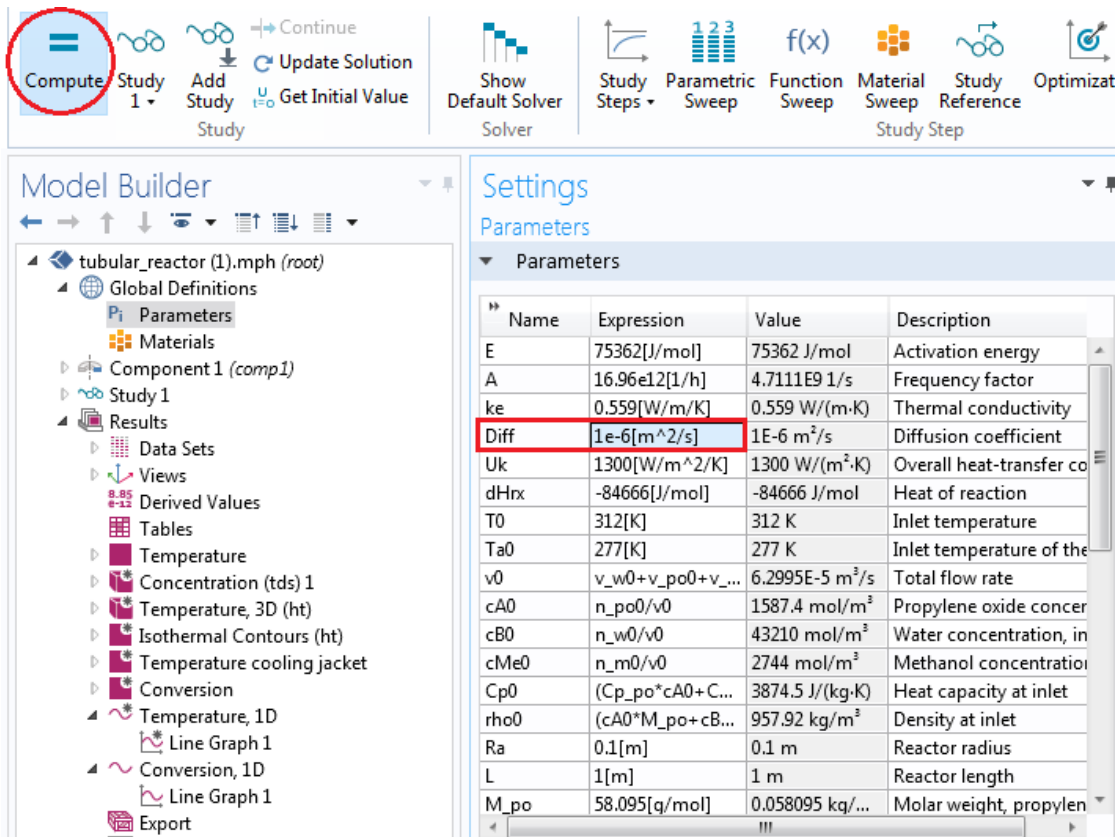 Compute
Study
1
Add
Study
Continue
Update Solution
t=0 Get Initial Value
Study
Show
Default Solver
Solver
Study
Steps
1 2 3
Parametric
Sweep
f(x)
Function
Sweep
Material
Sweep
Study
Reference
Optimizat
Study Step
Model Builder
tubular_reactor (1).mph (root)
Global Definitions
Pi Parameters
Materials
Component 1 (comp1)
Study 1
Results
Data Sets
Views
8.85
e-12 Derived Values
Tables
Temperature
Concentration (tds) 1
Temperature, 3D (ht)
Isothermal Contours (ht)
Temperature cooling jacket
Conversion
Temperature, 1D
Line Graph 1
Conversion, 1D
Line Graph 1
Export
Settings
Parameters
Parameters
Name Expression Value Description
E 75362[J/mol] 75362 J/mol Activation energy
A 16.96e12[1/h] 4.7111E9 1/s Frequency factor
ke 0.559[W/m/K] 0.559 W/(m·K) Thermal conductivity
Diff 1e-6[m^2/s] 1E-6 m²/s Diffusion coefficient
Uk 1300[W/m^2/K] 1300 W/(m²·K) Overall heat-transfer co
dHrx -84666[J/mol] -84666 J/mol Heat of reaction
T0 312[K] 312 K Inlet temperature
Ta0 277[K] 277 K Inlet temperature of the
v0 v_w0+v_po0+v_... 6.2995E-5 m³/s Total flow rate
cA0 n_po0/v0 1587.4 mol/m³ Propylene oxide concer
cB0 n_w0/v0 43210 mol/m³ Water concentration, in
cMe0 n_m0/v0 2744 mol/m³ Methanol concentration
Cp0 (Cp_po*cA0+C... 3874.5 J/(kg·K) Heat capacity at inlet
rho0 (cA0*M_po+cB... 957.92 kg/m³ Density at inlet
Ra 0.1[m] 0.1 m Reactor radius
L 1[m] 1 m Reactor length
M_po 58.095[g/mol] 0.058095 kg/... Molar weight, propylen